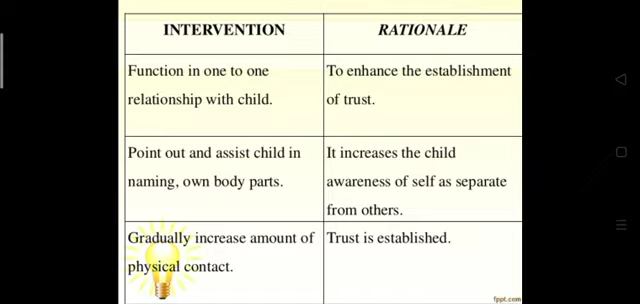 INTERVENTION
RATIONALE
Function in one to one
relationship with child.
To enhance the establishment
of trust.
Point out and assist child in
naming, own body parts.
It increases the child
awareness of self as separate
from others.
Gradually increase amount of
physical contact.
Trust is established.
fppt.com